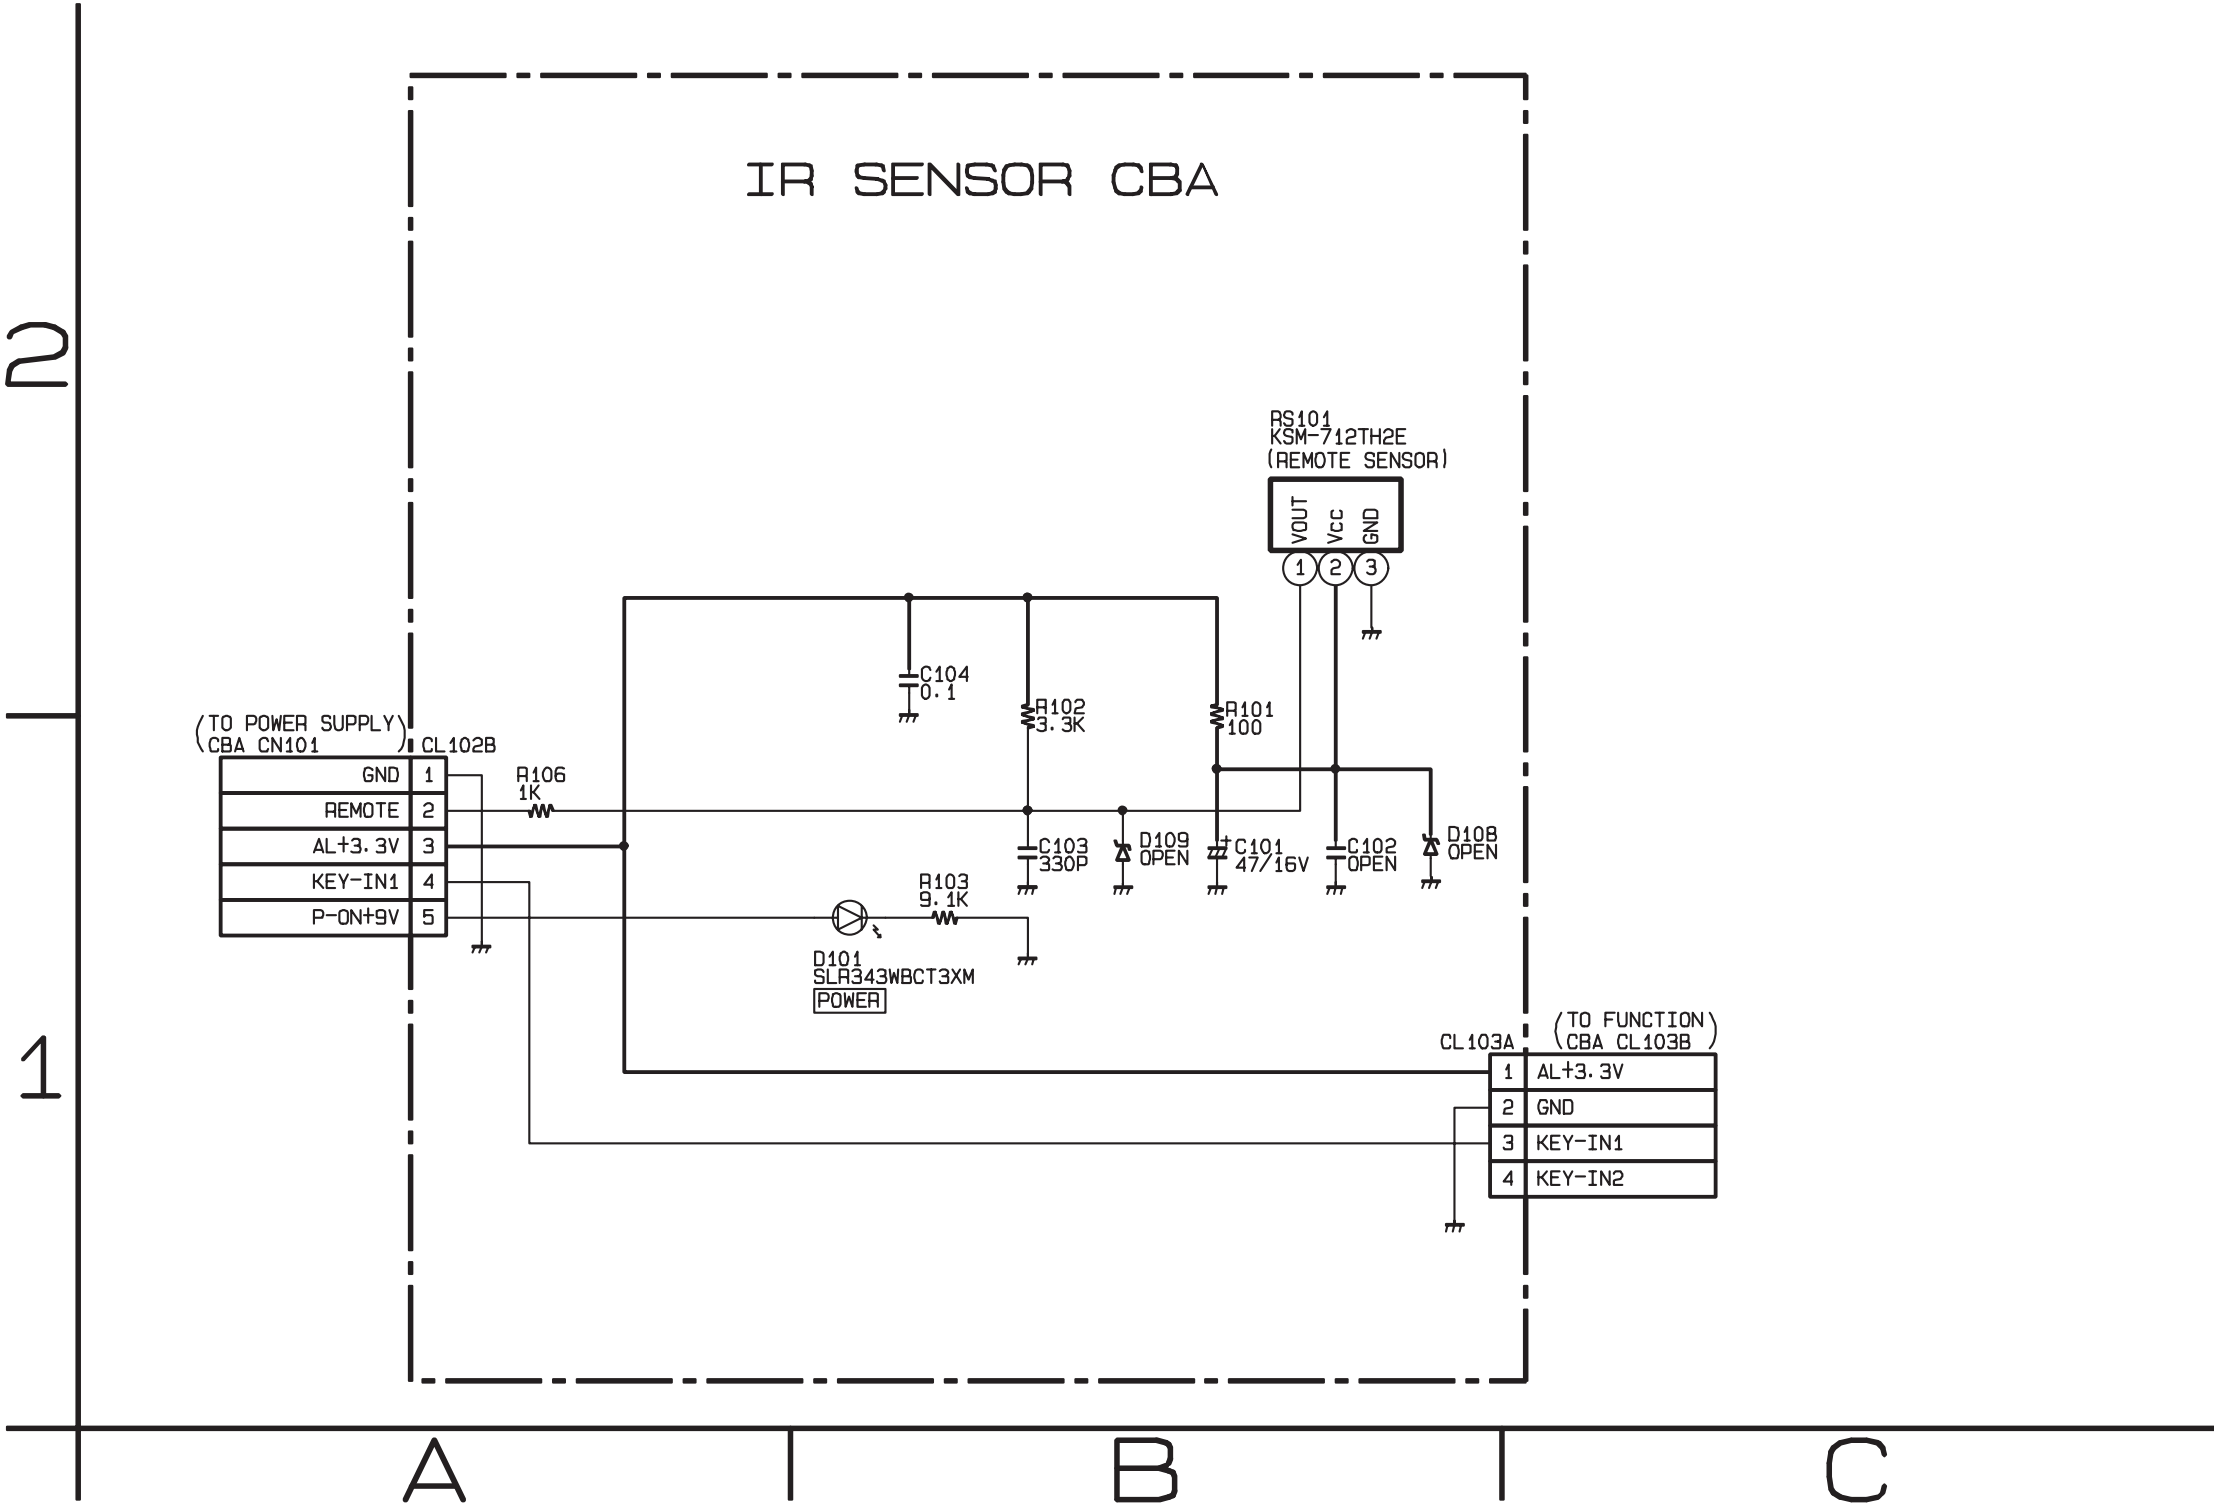 IR SENSOR CBA
2
RS101
KSM-712TH2E
(REMOTE SENSOR)
VOUT
Vcc
GND
1 2 3
C104
0.1
R102
3.3K
R101
100
(TO POWER SUPPLY)
CBA CN101
CL102B
GND 1
REMOTE 2
AL+3.3V 3
KEY-IN1 4
P-ON+9V 5
R106
1K
C103
330P
D109
OPEN
+
C101
47/16V
C102
OPEN
D108
OPEN
R103
9.1K
D101
SLR343WBCT3XM
POWER
1
CL103A
(TO FUNCTION)
CBA CL103B
1 AL+3.3V
2 GND
3 KEY-IN1
4 KEY-IN2
A B C